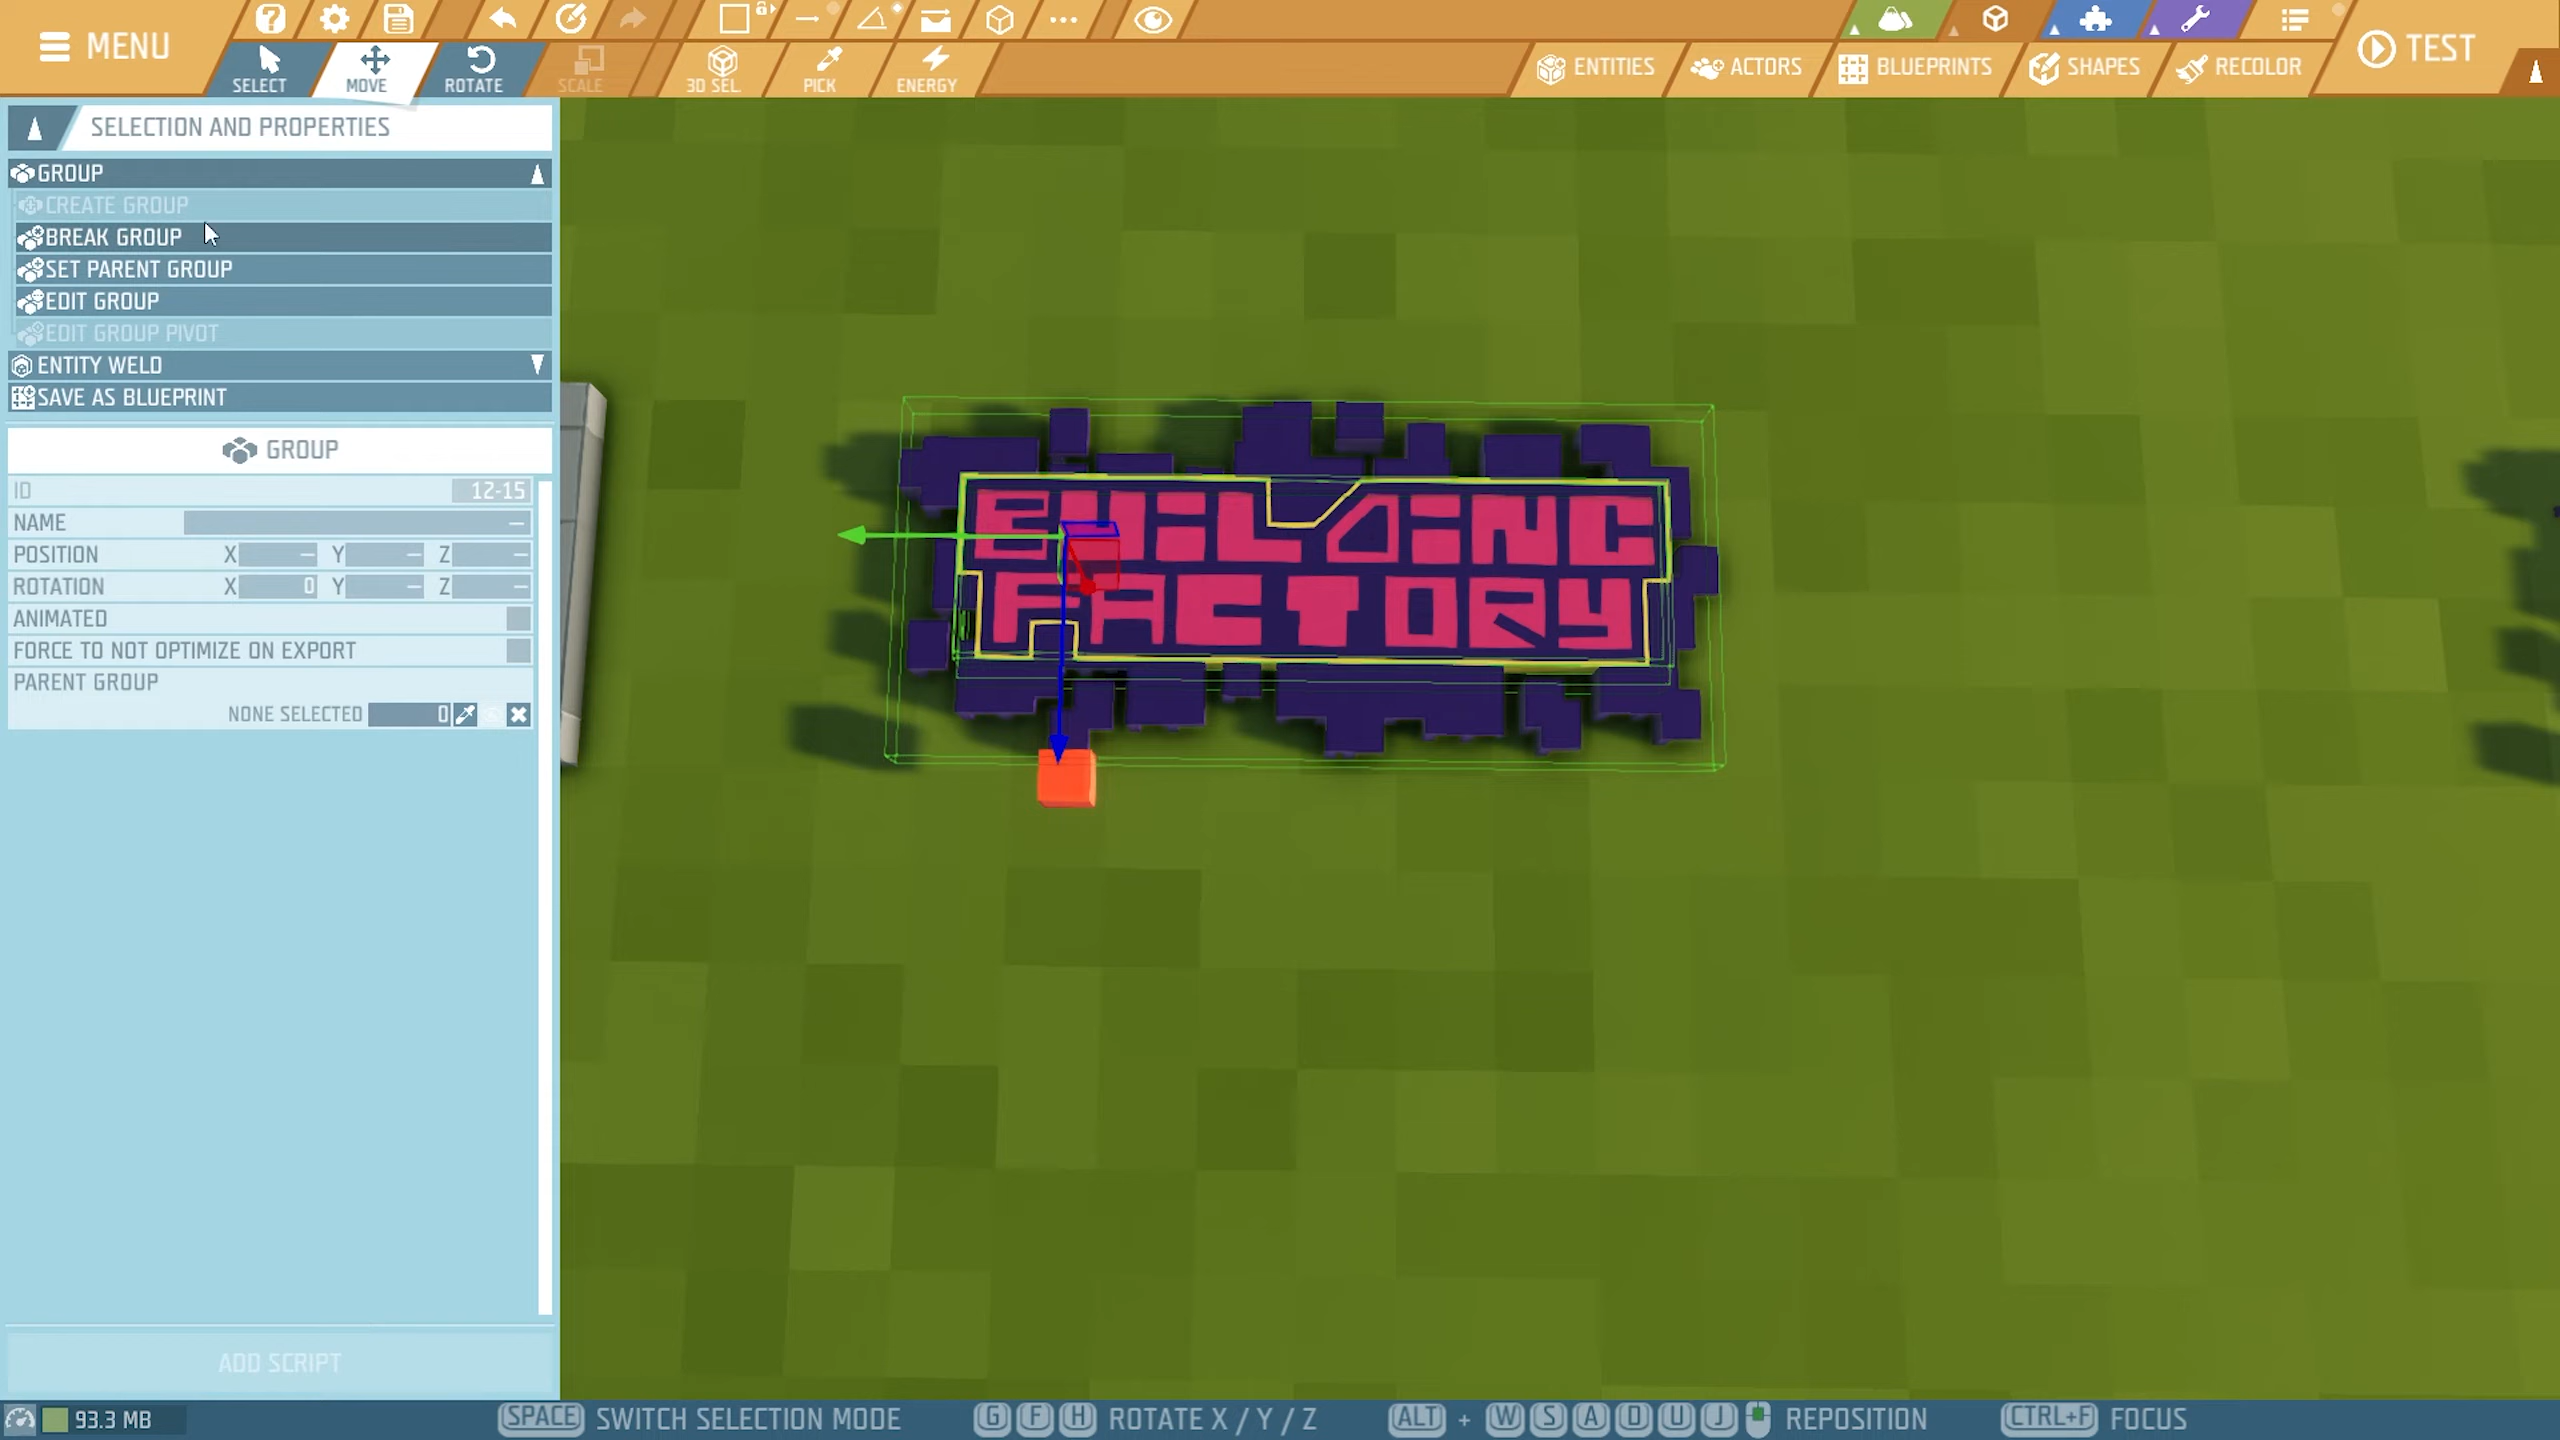 MENU
SELECT
MOVE
ROTATE
SCALE
3D SEL.
PICK
ENERGY
ENTITIES
ACTORS
BLUEPRINTS
SHAPES
RECOLOR
TEST
SELECTION AND PROPERTIES
GROUP
CREATE GROUP
BREAK GROUP
SET PARENT GROUP
EDIT GROUP
EDIT GROUP PIVOT
ENTITY WELD
SAVE AS BLUEPRINT
GROUP
ID 12-15
NAME –
POSITION X – Y – Z –
ROTATION X 0 Y – Z –
ANIMATED
FORCE TO NOT OPTIMIZE ON EXPORT
PARENT GROUP
NONE SELECTED 0
ADD SCRIPT
BUILDING
FACTORY
93.3 MB
SPACE SWITCH SELECTION MODE
G F H ROTATE X / Y / Z
ALT + W S A D U J REPOSITION
CTRL+F FOCUS